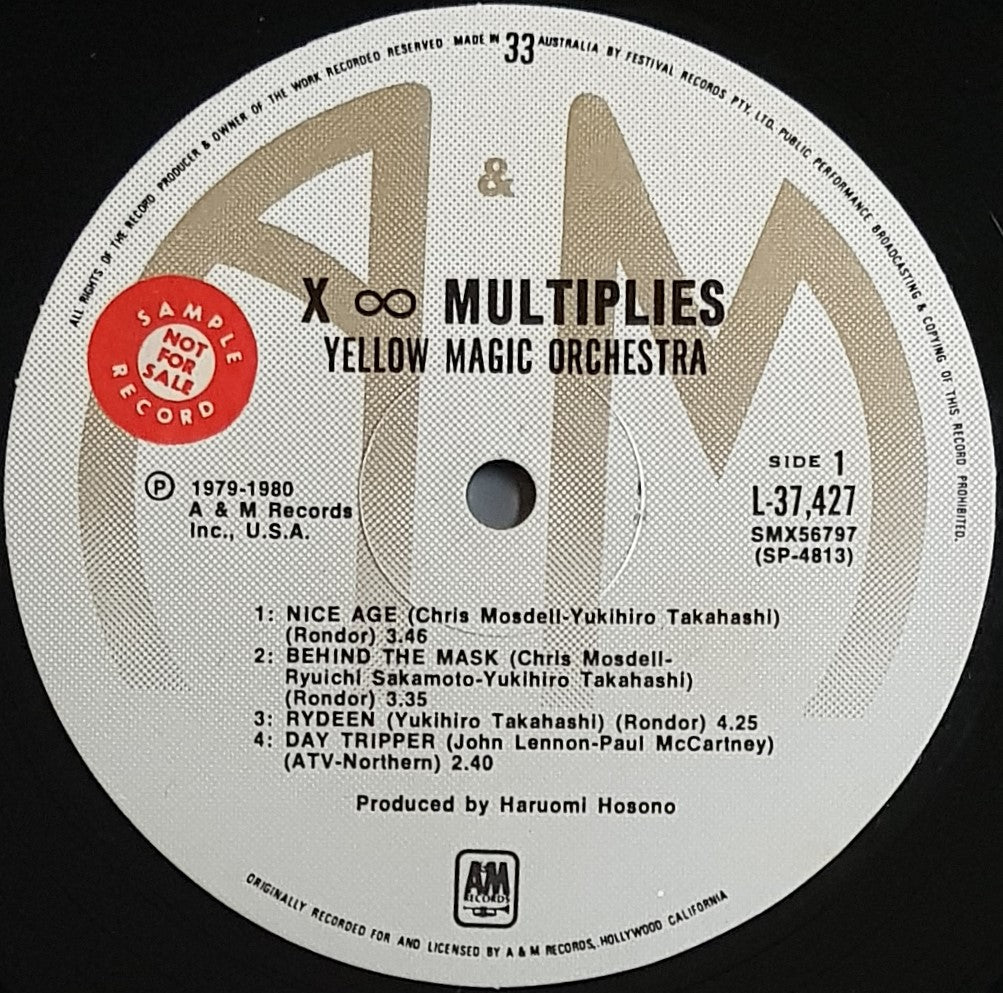 ALL RIGHTS OF THE RECORD PRODUCER & OWNER OF THE WORK RECORDED RESERVED MADE IN 33 AUSTRALIA BY FESTIVAL RECORDS PTY. LTD. PUBLIC PERFORMANCE BROADCASTING & COPYING OF THIS RECORD PROHIBITED.
A & M
X ∞ MULTIPLIES
YELLOW MAGIC ORCHESTRA
SAMPLE
NOT
FOR
SALE
RECORD
Ⓟ 1979-1980
A & M Records
Inc., U.S.A.
SIDE 1
L-37,427
SMX56797
(SP-4813)
1: NICE AGE (Chris Mosdell-Yukihiro Takahashi)
(Rondor) 3.46
2: BEHIND THE MASK (Chris Mosdell-
Ryuichi Sakamoto-Yukihiro Takahashi)
(Rondor) 3.35
3: RYDEEN (Yukihiro Takahashi) (Rondor) 4.25
4: DAY TRIPPER (John Lennon-Paul McCartney)
(ATV-Northern) 2.40
Produced by Haruomi Hosono
A&M
RECORDS
ORIGINALLY RECORDED FOR AND LICENSED BY A & M RECORDS, HOLLYWOOD CALIFORNIA